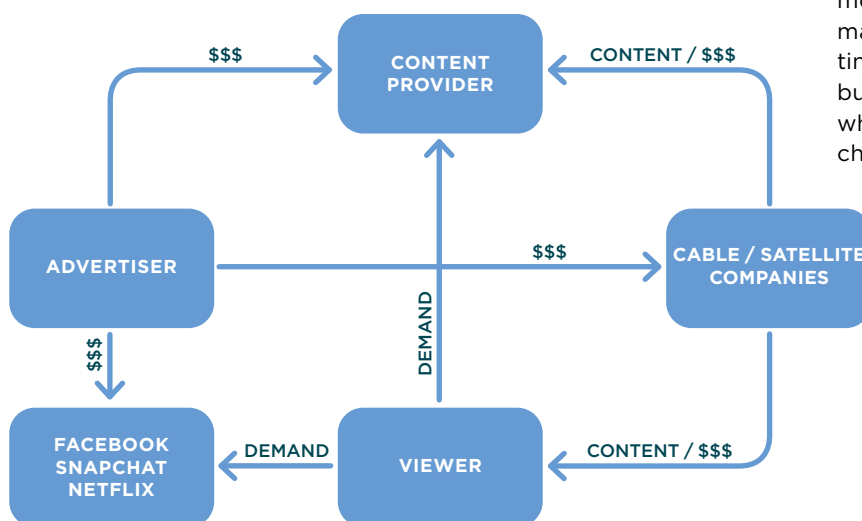 $$$
CONTENT
PROVIDER
CONTENT / $$$
ADVERTISER
$$$
CABLE / SATELLITE
COMPANIES
DEMAND
$$$
FACEBOOK
SNAPCHAT
NETFLIX
DEMAND
VIEWER
CONTENT / $$$